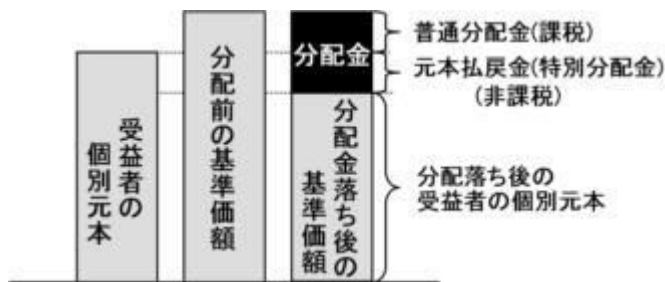 受益者の
個別元本
分配前の基準価額
分配金
分配金落ち後の
基準価額
普通分配金(課税)
元本払戻金(特別分配金)
(非課税)
分配落ち後の
受益者の個別元本